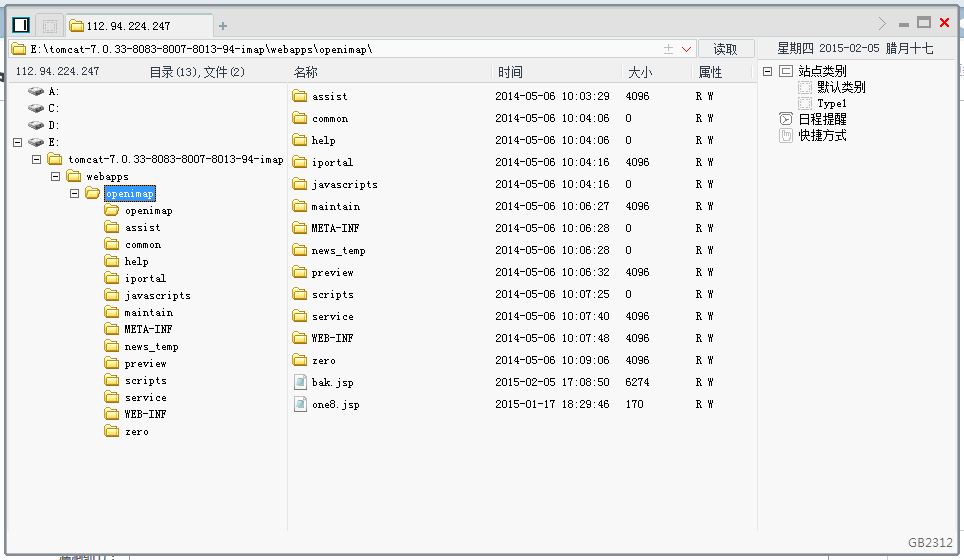 112.94.224.247
E:\tomcat-7.0.33-8083-8007-8013-94-imap\webapps\openimap\ 读取 星期四 2015-02-05 腊月十七
112.94.224.247 目录(13),文件(2) 名称 时间 大小 属性
A:
C:
D:
E:
tomcat-7.0.33-8083-8007-8013-94-imap
webapps
openimap
openimap
assist
common
help
iportal
javascripts
maintain
META-INF
news_temp
preview
scripts
service
WEB-INF
zero
assist 2014-05-06 10:03:29 4096 R W
common 2014-05-06 10:04:06 0 R W
help 2014-05-06 10:04:06 0 R W
iportal 2014-05-06 10:04:16 4096 R W
javascripts 2014-05-06 10:04:16 0 R W
maintain 2014-05-06 10:06:27 4096 R W
META-INF 2014-05-06 10:06:28 0 R W
news_temp 2014-05-06 10:06:28 0 R W
preview 2014-05-06 10:06:32 4096 R W
scripts 2014-05-06 10:07:25 0 R W
service 2014-05-06 10:07:40 4096 R W
WEB-INF 2014-05-06 10:07:48 4096 R W
zero 2014-05-06 10:09:06 4096 R W
bak.jsp 2015-02-05 17:08:50 6274 R W
one8.jsp 2015-01-17 18:29:46 170 R W
站点类别
默认类别
Type1
日程提醒
快捷方式
GB2312